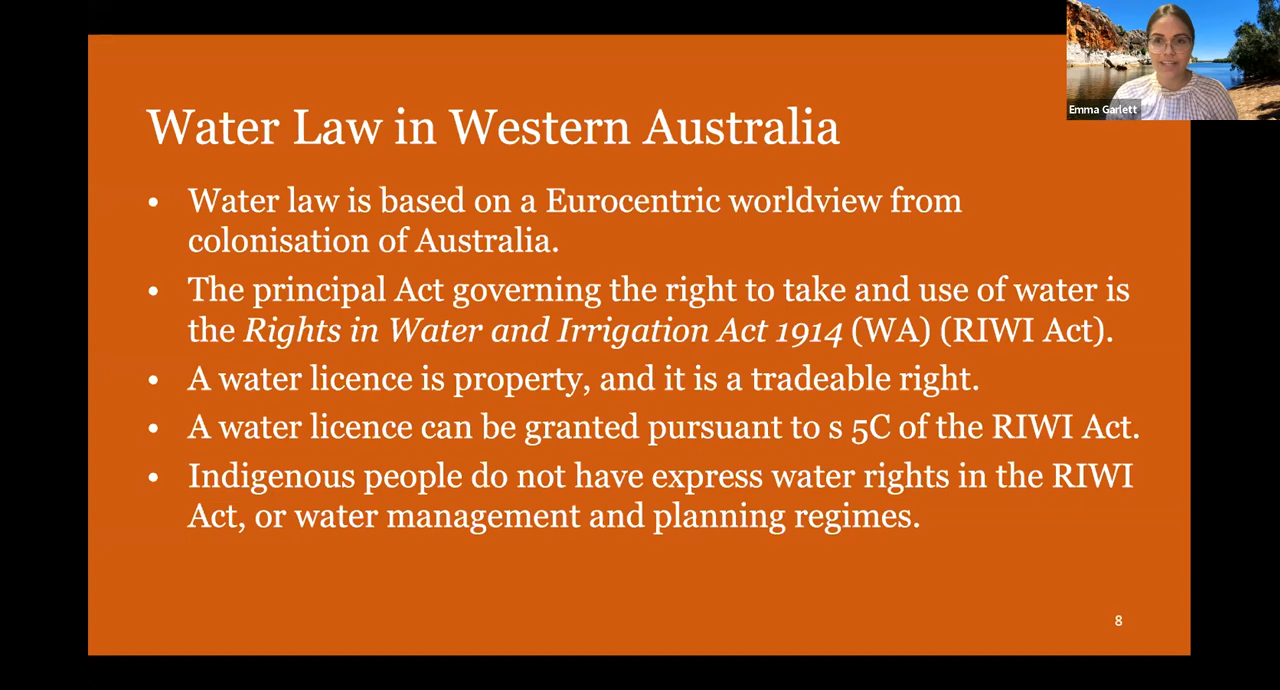 Water Law in Western Australia
• Water law is based on a Eurocentric worldview from
colonisation of Australia.
• The principal Act governing the right to take and use of water is
the Rights in Water and Irrigation Act 1914 (WA) (RIWI Act).
• A water licence is property, and it is a tradeable right.
• A water licence can be granted pursuant to s 5C of the RIWI Act.
• Indigenous people do not have express water rights in the RIWI
Act, or water management and planning regimes.
8
Emma Garlett